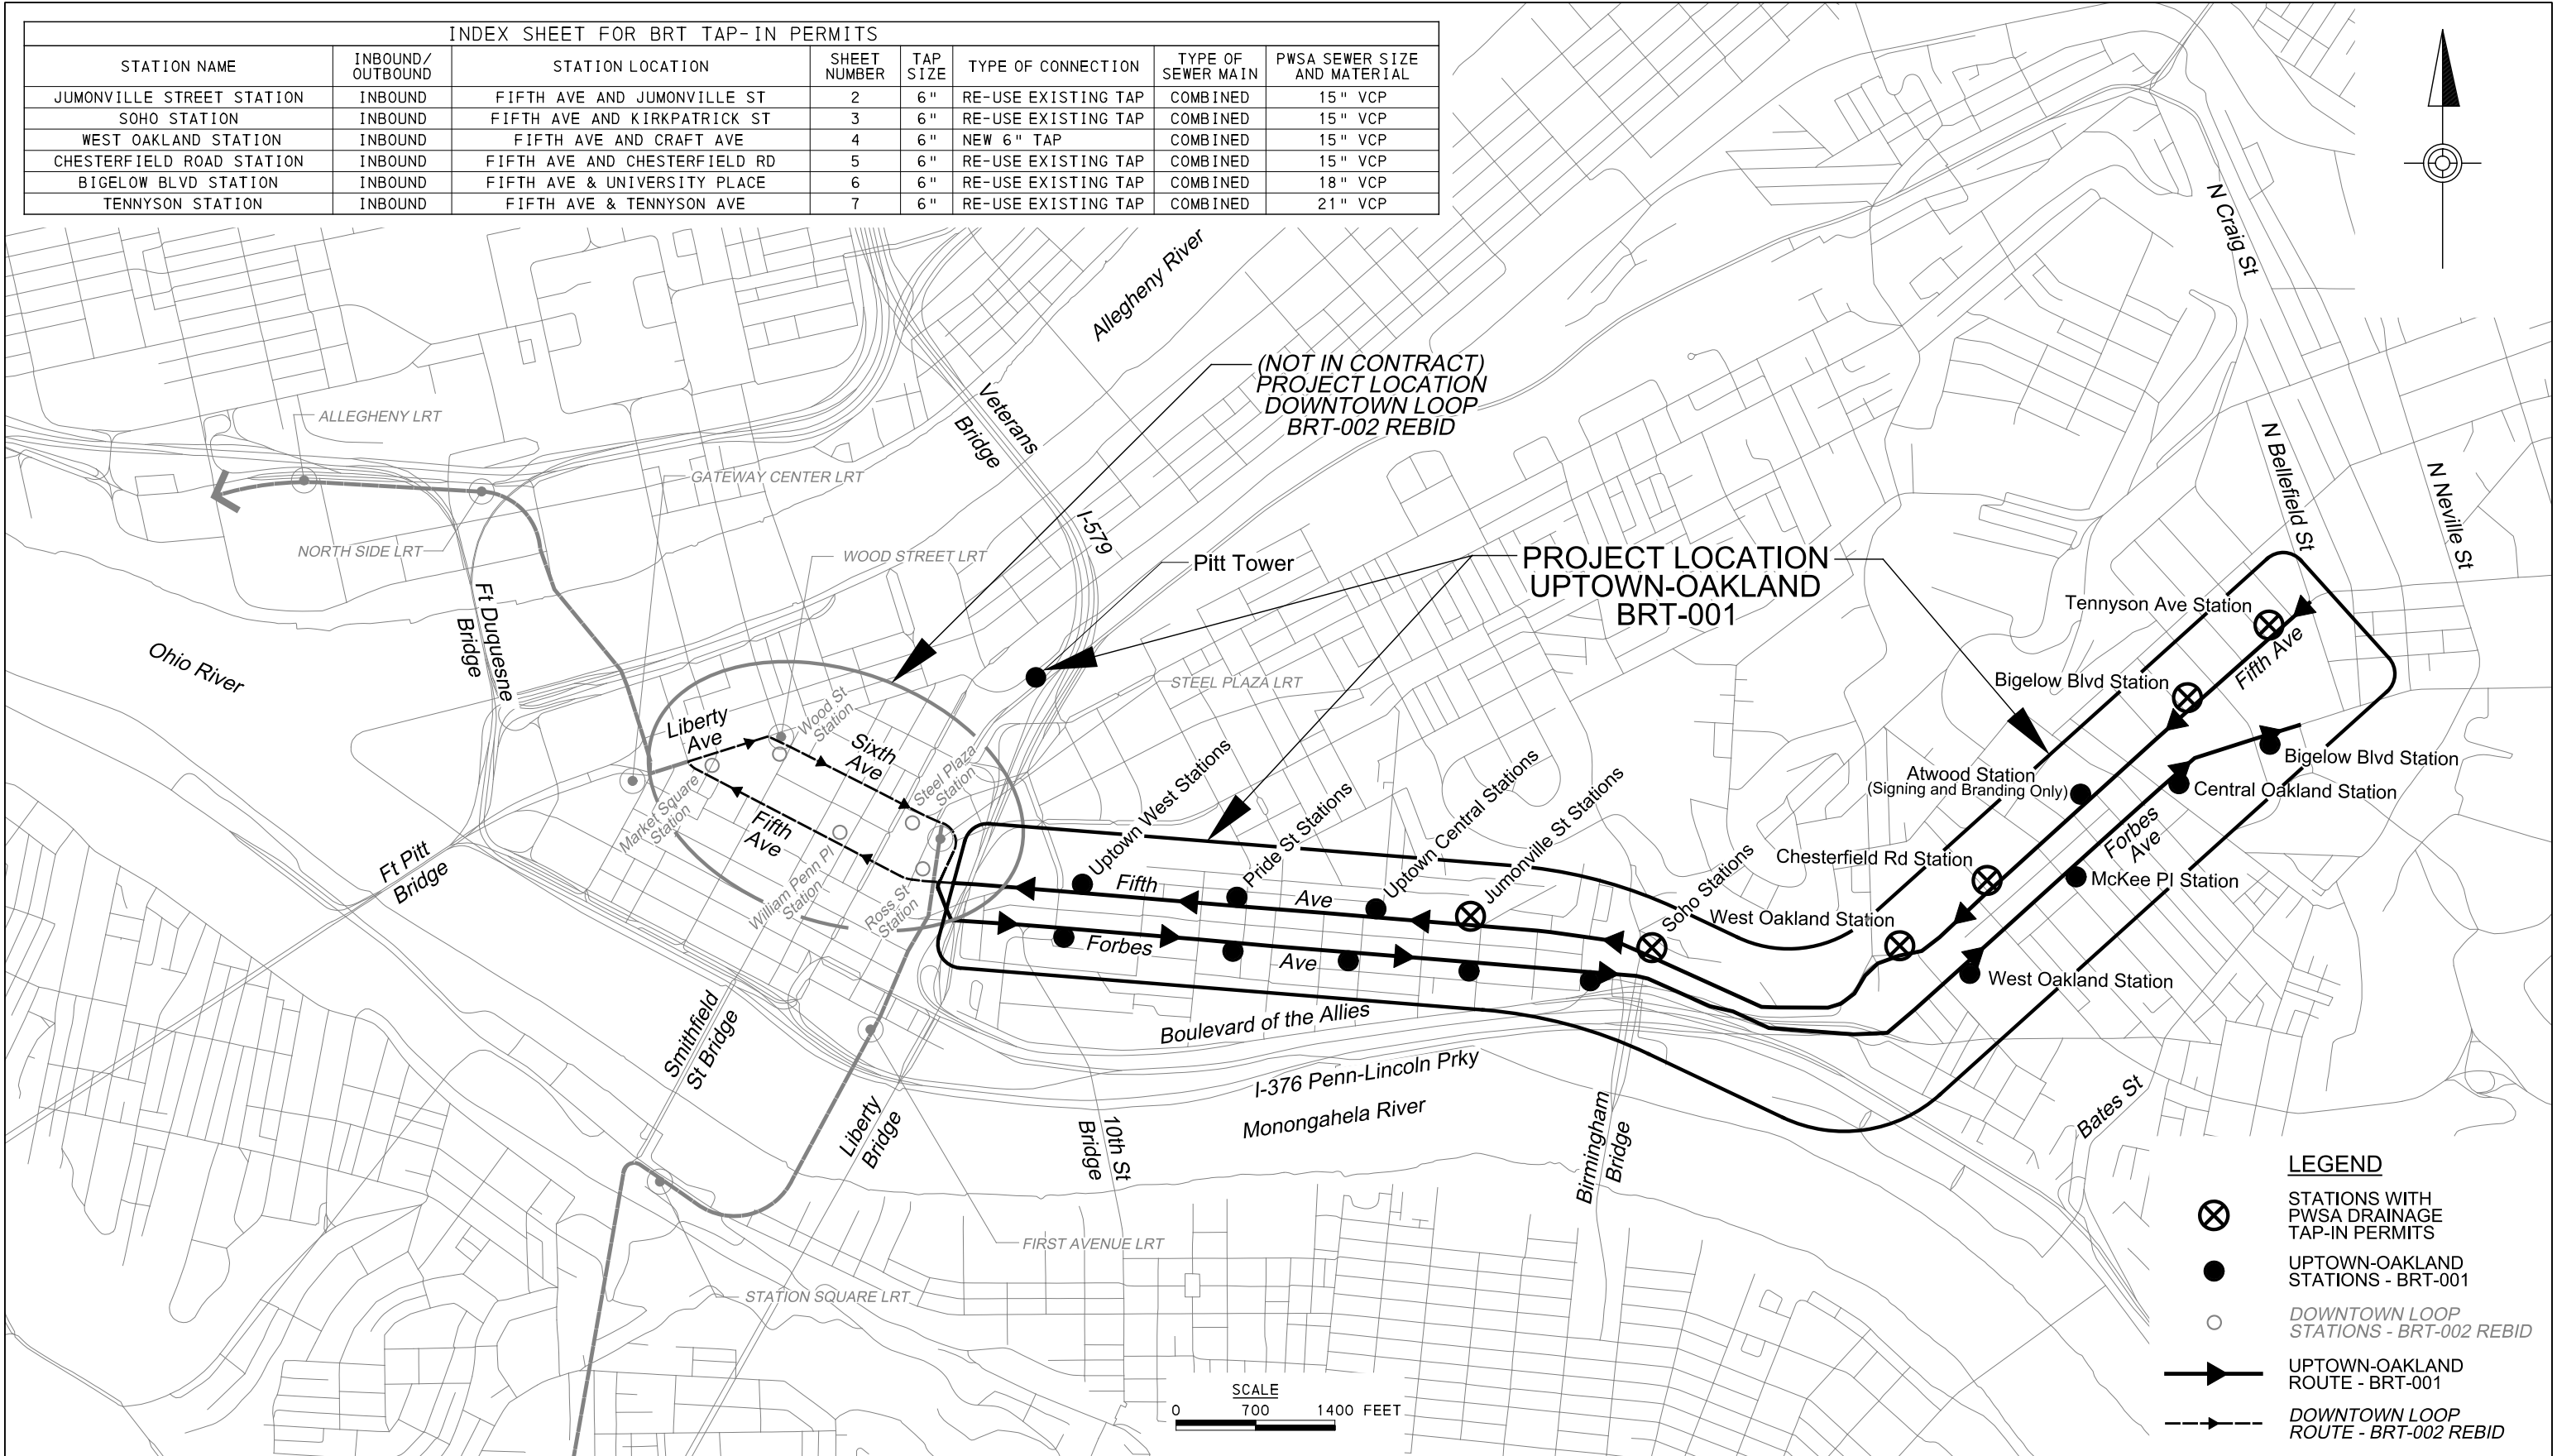 INDEX SHEET FOR BRT TAP-IN PERMITS
STATION NAME INBOUND/OUTBOUND STATION LOCATION SHEET NUMBER TAP SIZE TYPE OF CONNECTION TYPE OF SEWER MAIN PWSA SEWER SIZE AND MATERIAL
JUMONVILLE STREET STATION INBOUND FIFTH AVE AND JUMONVILLE ST 2 6" RE-USE EXISTING TAP COMBINED 15" VCP
SOHO STATION INBOUND FIFTH AVE AND KIRKPATRICK ST 3 6" RE-USE EXISTING TAP COMBINED 15" VCP
WEST OAKLAND STATION INBOUND FIFTH AVE AND CRAFT AVE 4 6" NEW 6" TAP COMBINED 15" VCP
CHESTERFIELD ROAD STATION INBOUND FIFTH AVE AND CHESTERFIELD RD 5 6" RE-USE EXISTING TAP COMBINED 15" VCP
BIGELOW BLVD STATION INBOUND FIFTH AVE & UNIVERSITY PLACE 6 6" RE-USE EXISTING TAP COMBINED 18" VCP
TENNYSON STATION INBOUND FIFTH AVE & TENNYSON AVE 7 6" RE-USE EXISTING TAP COMBINED 21" VCP
N Craig St
Allegheny River
(NOT IN CONTRACT)
PROJECT LOCATION
DOWNTOWN LOOP
BRT-002 REBID
Veterans
Bridge
ALLEGHENY LRT
GATEWAY CENTER LRT
NORTH SIDE LRT
WOOD STREET LRT
I-579
Pitt Tower
PROJECT LOCATION
UPTOWN-OAKLAND
BRT-001
N Bellefield St
N Neville St
Ft Duquesne
Bridge
Ohio River
STEEL PLAZA LRT
Tennyson Ave Station
Fifth Ave
Bigelow Blvd Station
Liberty
Ave
Wood St
Station
Sixth
Ave
Steel Plaza
Station
Market Square
Station
Fifth
Ave
William Penn Pl
Station
Ross St
Station
Ft Pitt
Bridge
Uptown West Stations
Pride St Stations
Uptown Central Stations
Jumonville St Stations
Soho Stations
Atwood Station
(Signing and Branding Only)
Bigelow Blvd Station
Central Oakland Station
Chesterfield Rd Station
Forbes
Ave
McKee Pl Station
West Oakland Station
West Oakland Station
Fifth
Ave
Forbes
Ave
Boulevard of the Allies
I-376 Penn-Lincoln Prky
Monongahela River
Smithfield
St Bridge
Liberty
Bridge
10th St
Bridge
Birmingham
Bridge
Bates St
FIRST AVENUE LRT
STATION SQUARE LRT
SCALE
0 700 1400 FEET
LEGEND
STATIONS WITH
PWSA DRAINAGE
TAP-IN PERMITS
UPTOWN-OAKLAND
STATIONS - BRT-001
DOWNTOWN LOOP
STATIONS - BRT-002 REBID
UPTOWN-OAKLAND
ROUTE - BRT-001
DOWNTOWN LOOP
ROUTE - BRT-002 REBID